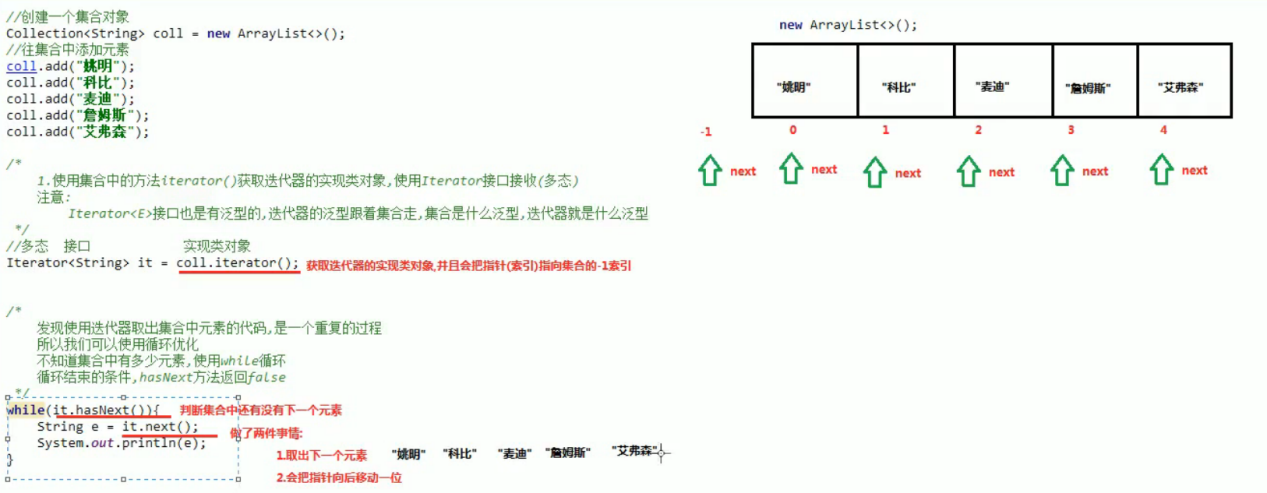 //创建一个集合对象
Collection<String> coll = new ArrayList<>();
//往集合中添加元素
coll.add("姚明");
coll.add("科比");
coll.add("麦迪");
coll.add("詹姆斯");
coll.add("艾弗森");
/*
1.使用集合中的方法iterator()获取迭代器的实现类对象,使用Iterator接口接收(多态)
注意:
Iterator<E>接口也是有泛型的,迭代器的泛型跟着集合走,集合是什么泛型,迭代器就是什么泛型
*/
//多态 接口 实现类对象
Iterator<String> it = coll.iterator(); 获取迭代器的实现类对象,并且会把指针(索引)指向集合的-1索引
/*
发现使用迭代器取出集合中元素的代码,是一个重复的过程
所以我们可以使用循环优化
不知道集合中有多少元素,使用while循环
循环结束的条件,hasNext方法返回false
*/
while(it.hasNext()){ 判断集合中还有没有下一个元素
String e = it.next(); 做了两件事情:
System.out.println(e);
}
1.取出下一个元素 "姚明" "科比" "麦迪" "詹姆斯" "艾弗森"
2.会把指针向后移动一位
new ArrayList<>();
"姚明" "科比" "麦迪" "詹姆斯" "艾弗森"
-1 0 1 2 3 4
next next next next next next